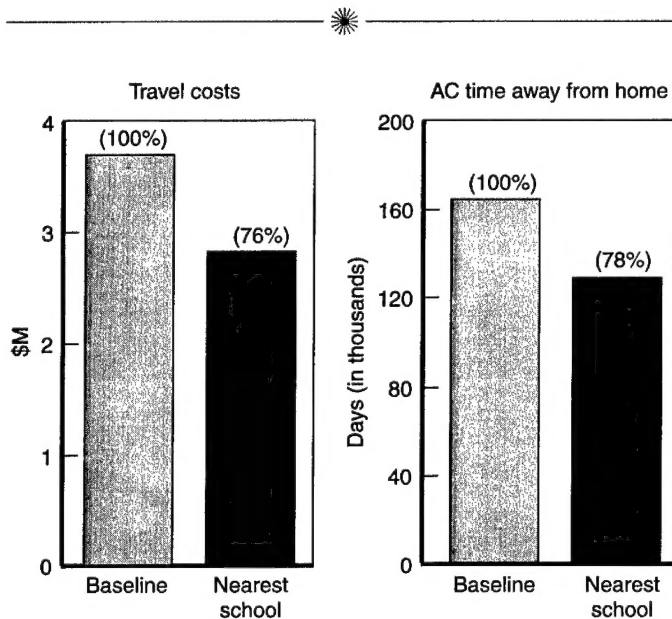 Travel costs
4
3
2
1
0
$M
(100%)
(76%)
Baseline
Nearest
school
AC time away from home
200
160
120
80
40
0
Days (in thousands)
(100%)
(78%)
Baseline
Nearest
school